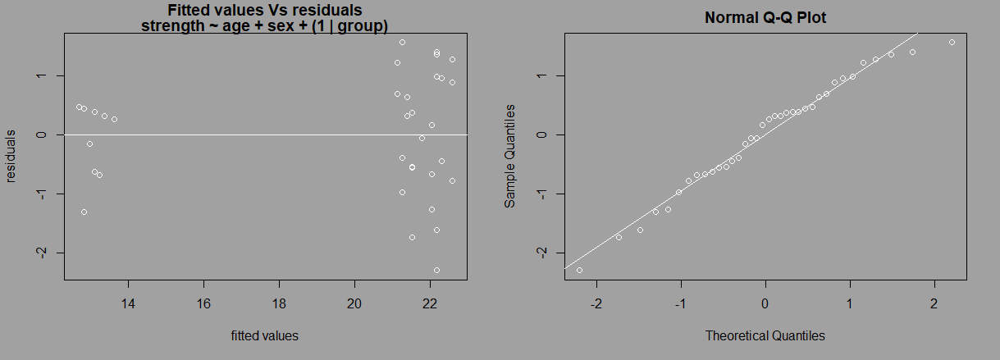 Fitted values Vs residuals
strength ~ age + sex + (1 | group)
residuals
1
0
-1
-2
14
16
18
20
22
fitted values
Normal Q-Q Plot
Sample Quantiles
1
0
-1
-2
-2
-1
0
1
2
Theoretical Quantiles